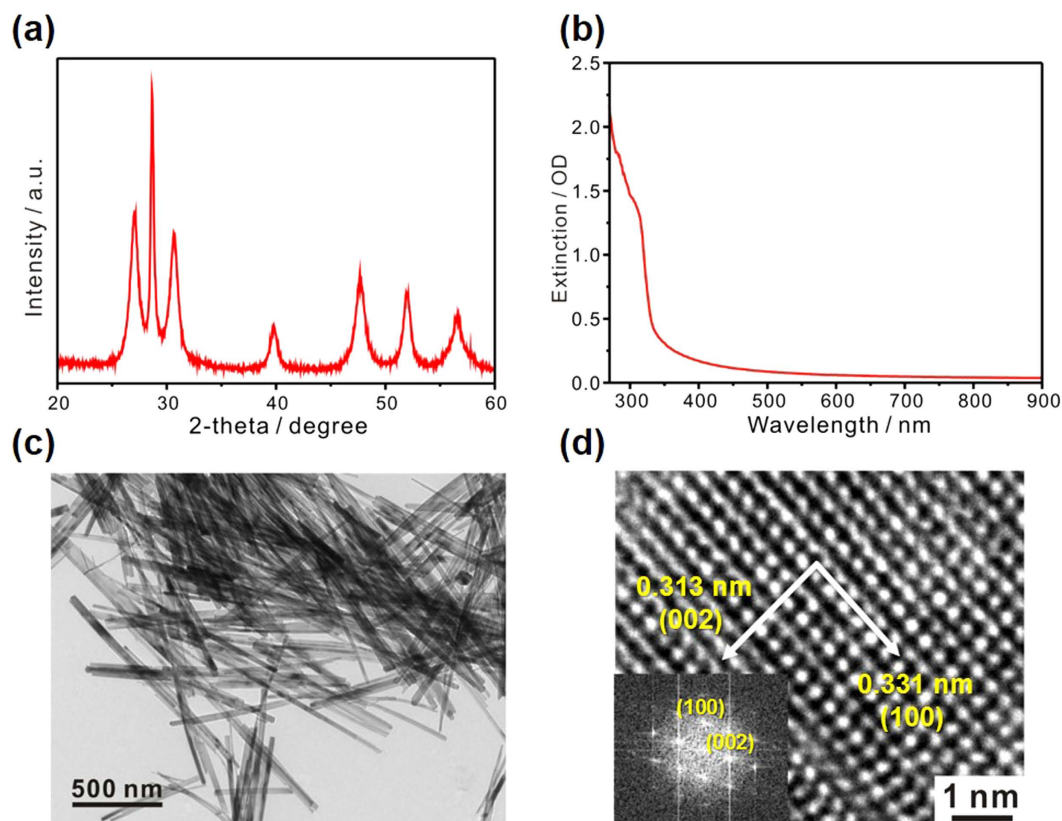 (a)
Intensity / a.u.
20 30 40 50 60
2-theta / degree
(b)
Extinction / OD
2.5
2.0
1.5
1.0
0.5
0.0
300 400 500 600 700 800 900
Wavelength / nm
(c)
500 nm
(d)
0.313 nm
(002)
0.331 nm
(100)
(100)
(002)
1 nm